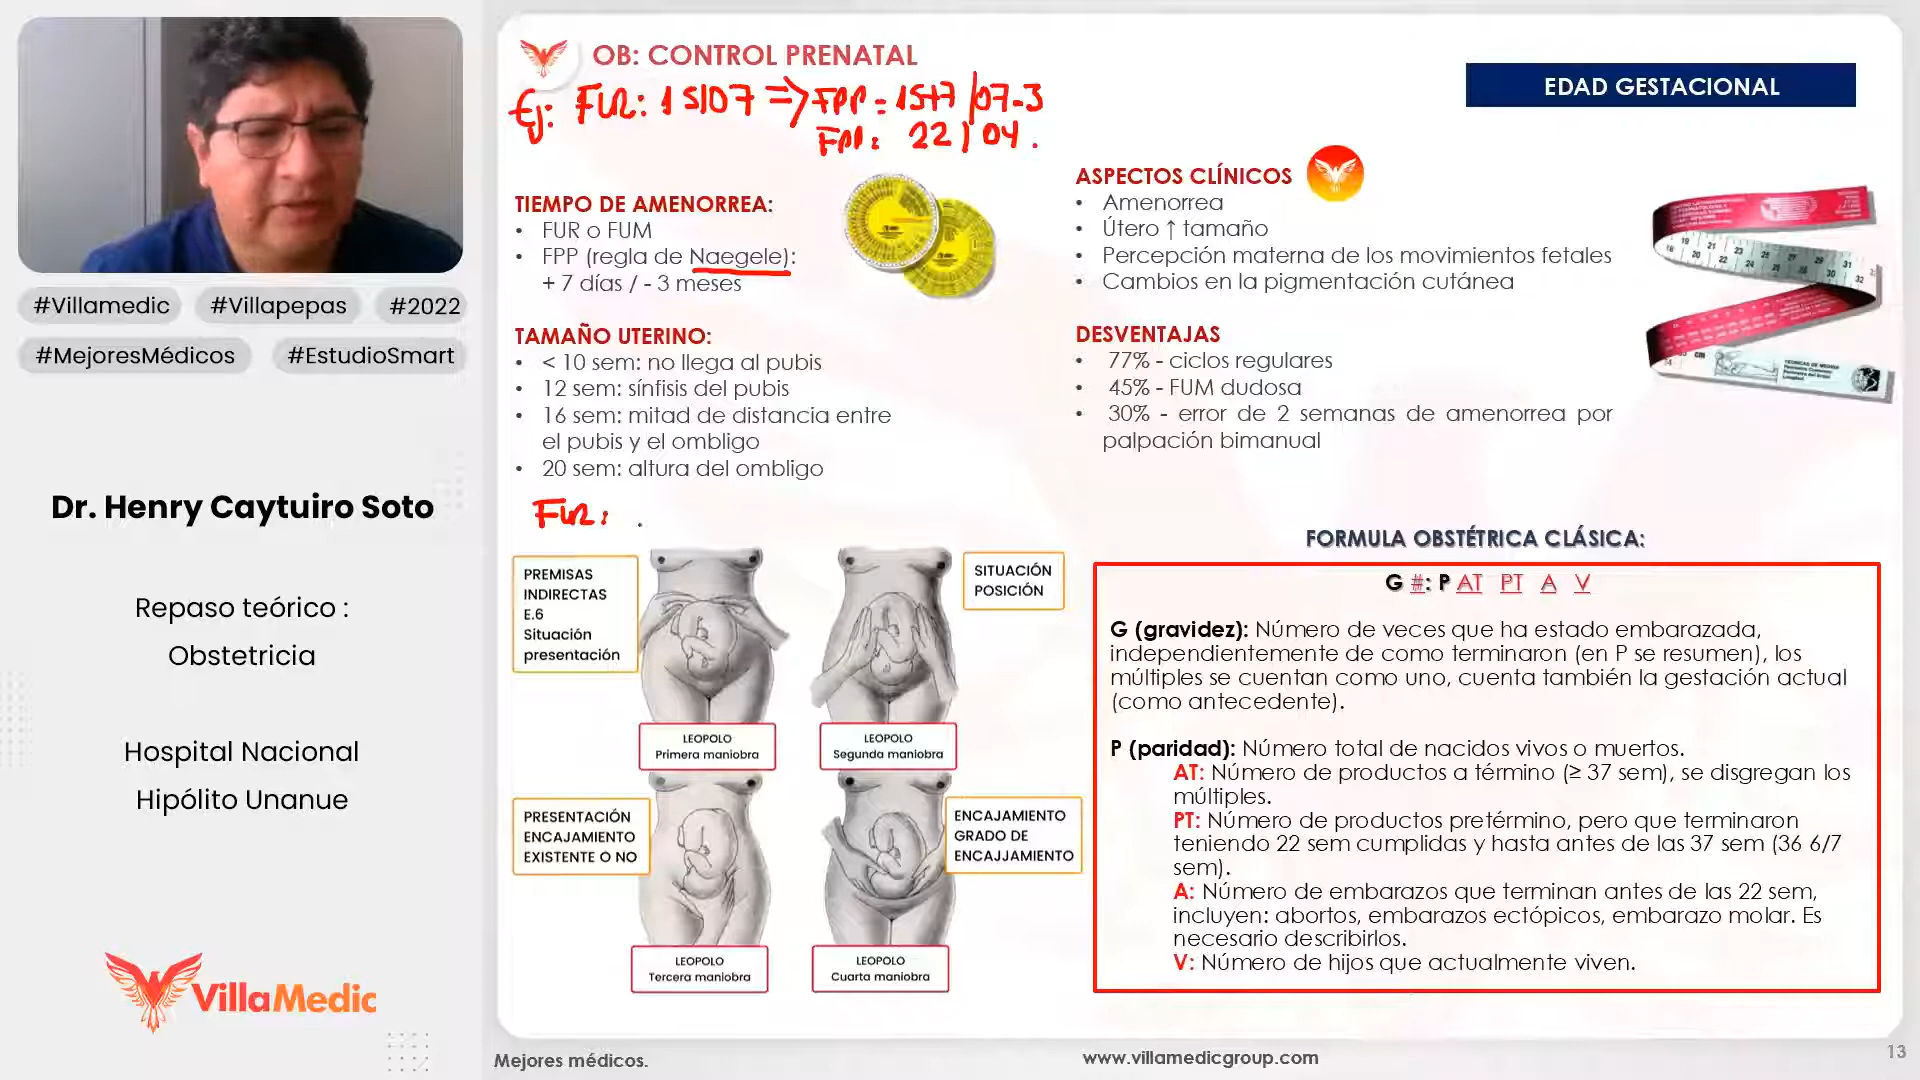 #Villamedic #Villapepas #2022
#MejoresMédicos #EstudioSmart
Dr. Henry Caytuiro Soto
Repaso teórico :
Obstetricia
Hospital Nacional
Hipólito Unanue
VillaMedic
OB: CONTROL PRENATAL
EDAD GESTACIONAL
Ej: FUR: 15/07 => FPP = 15+7 / 07-3
FPP: 22 / 04.
TIEMPO DE AMENORREA:
• FUR o FUM
• FPP (regla de Naegele):
+ 7 días / - 3 meses
TAMAÑO UTERINO:
• < 10 sem: no llega al pubis
• 12 sem: sínfisis del pubis
• 16 sem: mitad de distancia entre
el pubis y el ombligo
• 20 sem: altura del ombligo
FUR:
ASPECTOS CLÍNICOS
• Amenorrea
• Útero ↑ tamaño
• Percepción materna de los movimientos fetales
• Cambios en la pigmentación cutánea
DESVENTAJAS
• 77% - ciclos regulares
• 45% - FUM dudosa
• 30% - error de 2 semanas de amenorrea por
palpación bimanual
PREMISAS
INDIRECTAS
E.6
Situación
presentación
SITUACIÓN
POSICIÓN
LEOPOLO
Primera maniobra
LEOPOLO
Segunda maniobra
PRESENTACIÓN
ENCAJAMIENTO
EXISTENTE O NO
ENCAJAMIENTO
GRADO DE
ENCAJJAMIENTO
LEOPOLO
Tercera maniobra
LEOPOLO
Cuarta maniobra
FORMULA OBSTÉTRICA CLÁSICA:
G #: P AT PT A V
G (gravidez): Número de veces que ha estado embarazada,
independientemente de como terminaron (en P se resumen), los
múltiples se cuentan como uno, cuenta también la gestación actual
(como antecedente).
P (paridad): Número total de nacidos vivos o muertos.
AT: Número de productos a término (≥ 37 sem), se disgregan los
múltiples.
PT: Número de productos pretérmino, pero que terminaron
teniendo 22 sem cumplidas y hasta antes de las 37 sem (36 6/7
sem).
A: Número de embarazos que terminan antes de las 22 sem,
incluyen: abortos, embarazos ectópicos, embarazo molar. Es
necesario describirlos.
V: Número de hijos que actualmente viven.
Mejores médicos.
www.villamedicgroup.com
13